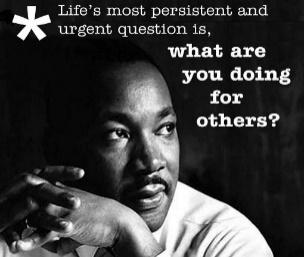 * Life's most persistent and
urgent question is,
what are
you doing
for
others?